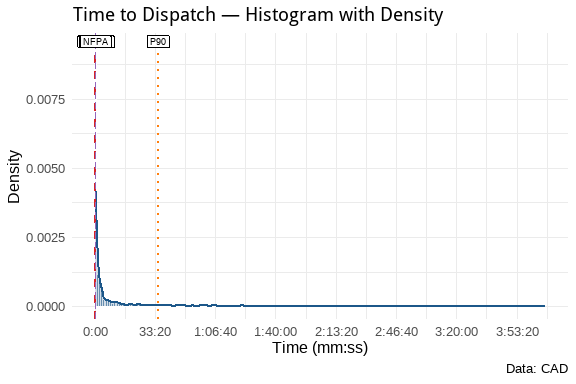 Time to Dispatch — Histogram with Density
NFPA
P90
0.0075
0.0050
0.0025
0.0000
Density
0:00 33:20 1:06:40 1:40:00 2:13:20 2:46:40 3:20:00 3:53:20
Time (mm:ss)
Data: CAD